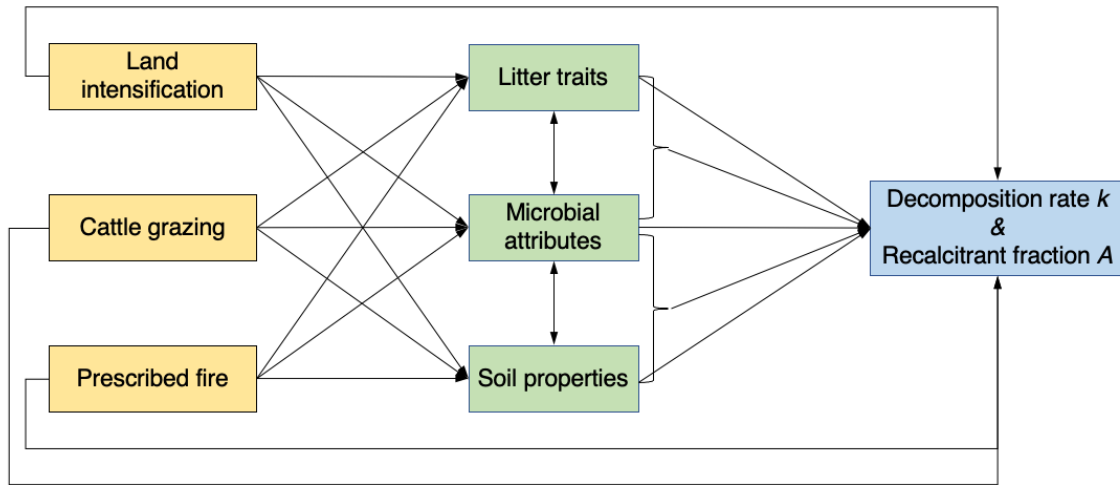 Land
intensification
Cattle grazing
Prescribed fire
Litter traits
Microbial
attributes
Soil properties
Decomposition rate k
&
Recalcitrant fraction A